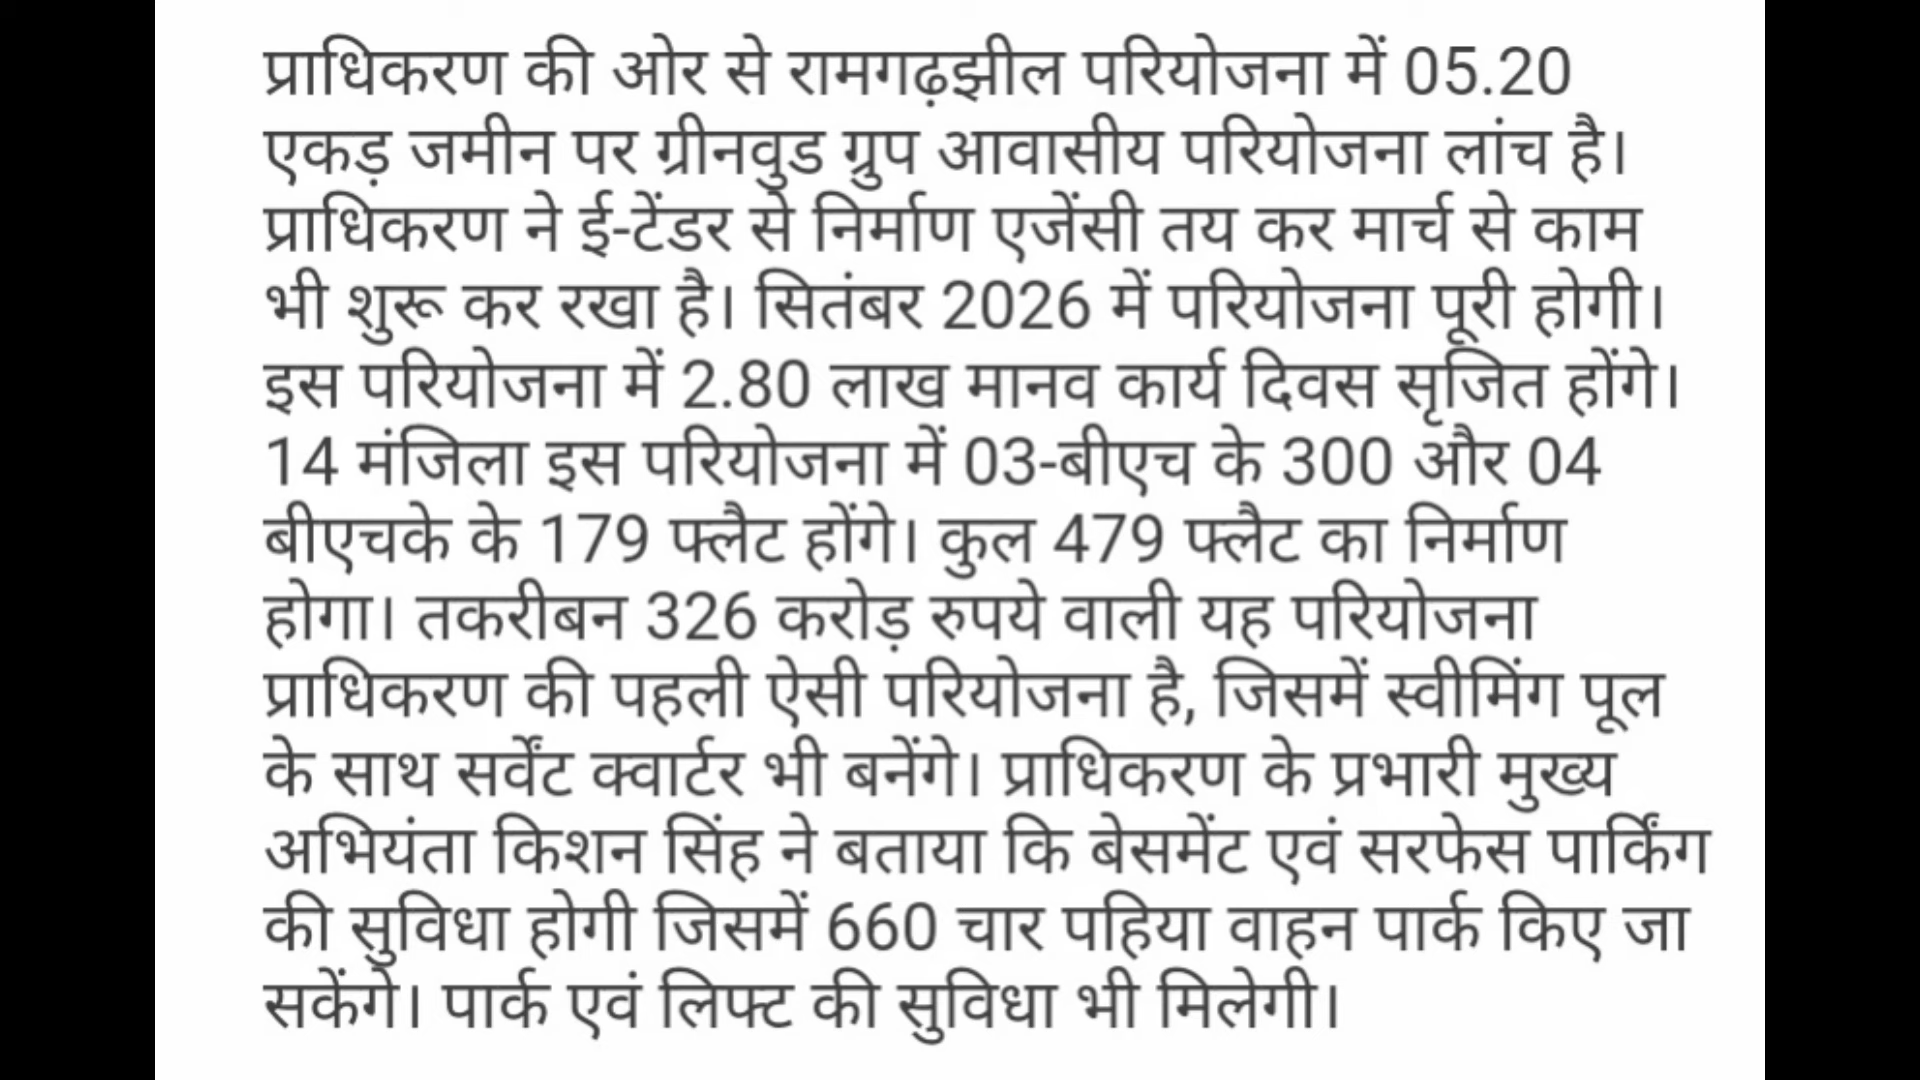 प्राधिकरण की ओर से रामगढ़झील परियोजना में 05.20
एकड़ जमीन पर ग्रीनवुड ग्रुप आवासीय परियोजना लांच है।
प्राधिकरण ने ई-टेंडर से निर्माण एजेंसी तय कर मार्च से काम
भी शुरू कर रखा है। सितंबर 2026 में परियोजना पूरी होगी।
इस परियोजना में 2.80 लाख मानव कार्य दिवस सृजित होंगे।
14 मंजिला इस परियोजना में 03-बीएच के 300 और 04
बीएचके के 179 फ्लैट होंगे। कुल 479 फ्लैट का निर्माण
होगा। तकरीबन 326 करोड़ रुपये वाली यह परियोजना
प्राधिकरण की पहली ऐसी परियोजना है, जिसमें स्वीमिंग पूल
के साथ सर्वेंट क्वार्टर भी बनेंगे। प्राधिकरण के प्रभारी मुख्य
अभियंता किशन सिंह ने बताया कि बेसमेंट एवं सरफेस पार्किंग
की सुविधा होगी जिसमें 660 चार पहिया वाहन पार्क किए जा
सकेंगे। पार्क एवं लिफ्ट की सुविधा भी मिलेगी।